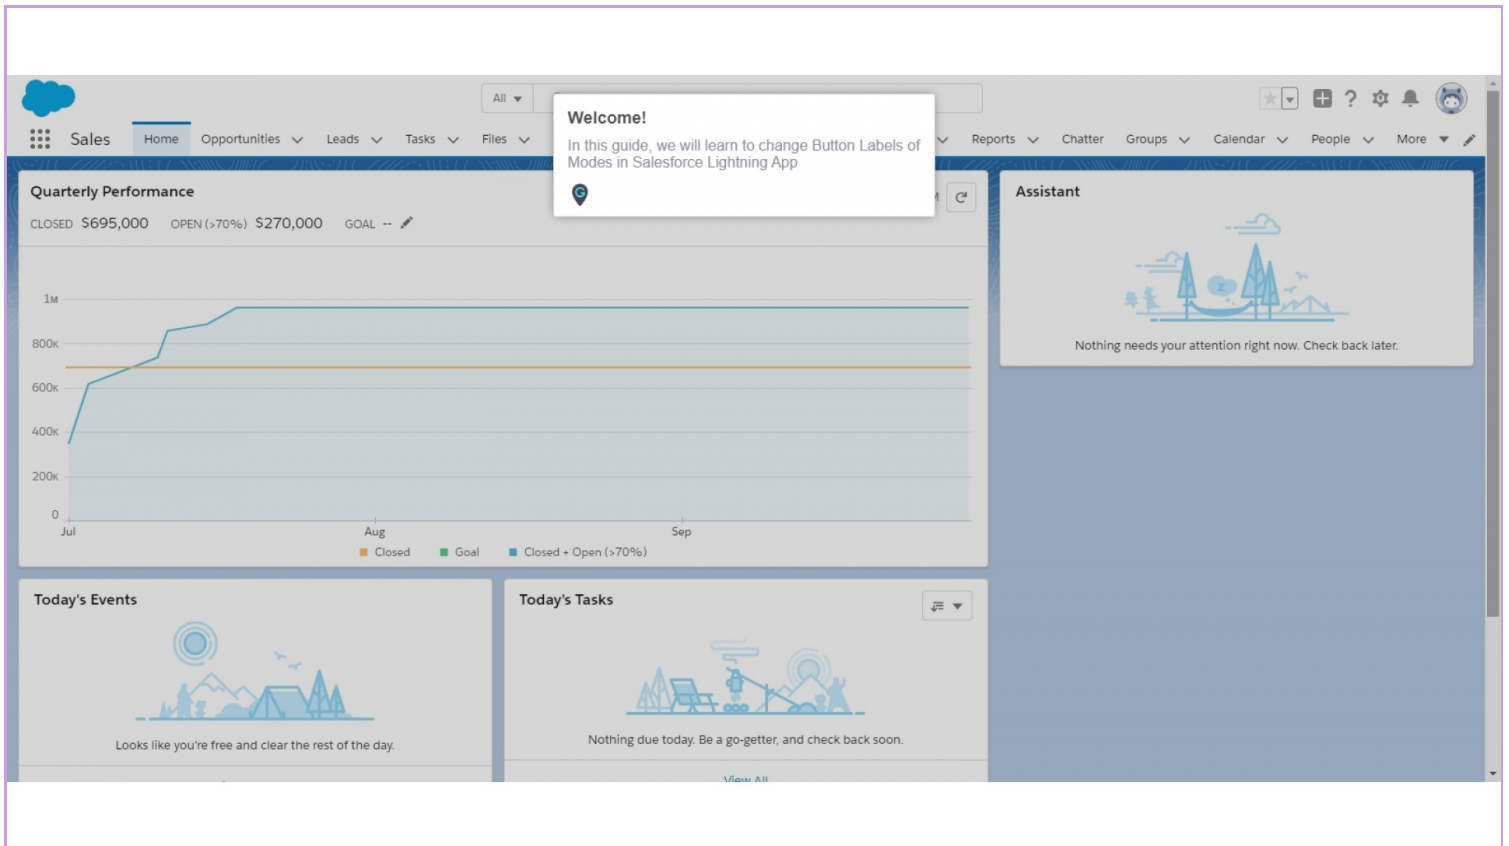 All
Welcome!
In this guide, we will learn to change Button Labels of
Modes in Salesforce Lightning App
Sales Home Opportunities Leads Tasks Files Reports Chatter Groups Calendar People More
Quarterly Performance
CLOSED $695,000 OPEN (>70%) $270,000 GOAL --
1M
800K
600K
400K
200K
0
Jul Aug Sep
Closed Goal Closed + Open (>70%)
Assistant
Nothing needs your attention right now. Check back later.
Today's Events
Looks like you're free and clear the rest of the day.
Today's Tasks
Nothing due today. Be a go-getter, and check back soon.
View All